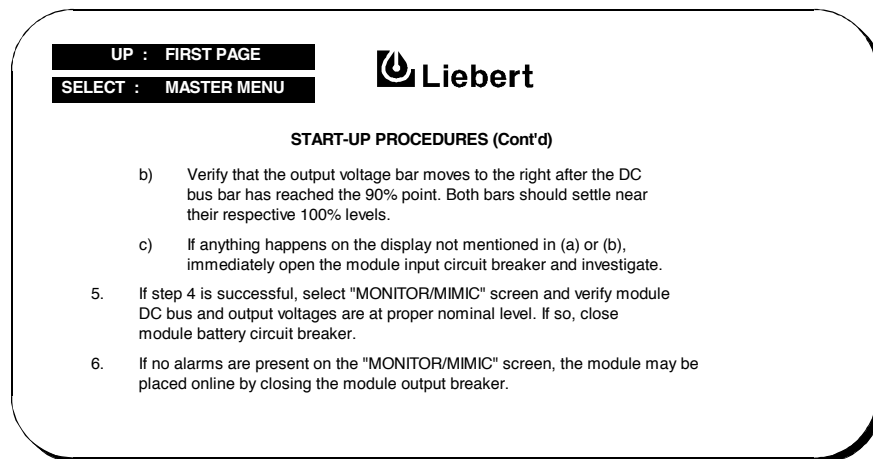 UP : FIRST PAGE
SELECT : MASTER MENU
Liebert
START-UP PROCEDURES (Cont'd)
b) Verify that the output voltage bar moves to the right after the DC
bus bar has reached the 90% point. Both bars should settle near
their respective 100% levels.
c) If anything happens on the display not mentioned in (a) or (b),
immediately open the module input circuit breaker and investigate.
5. If step 4 is successful, select "MONITOR/MIMIC" screen and verify module
DC bus and output voltages are at proper nominal level. If so, close
module battery circuit breaker.
6. If no alarms are present on the "MONITOR/MIMIC" screen, the module may be
placed online by closing the module output breaker.